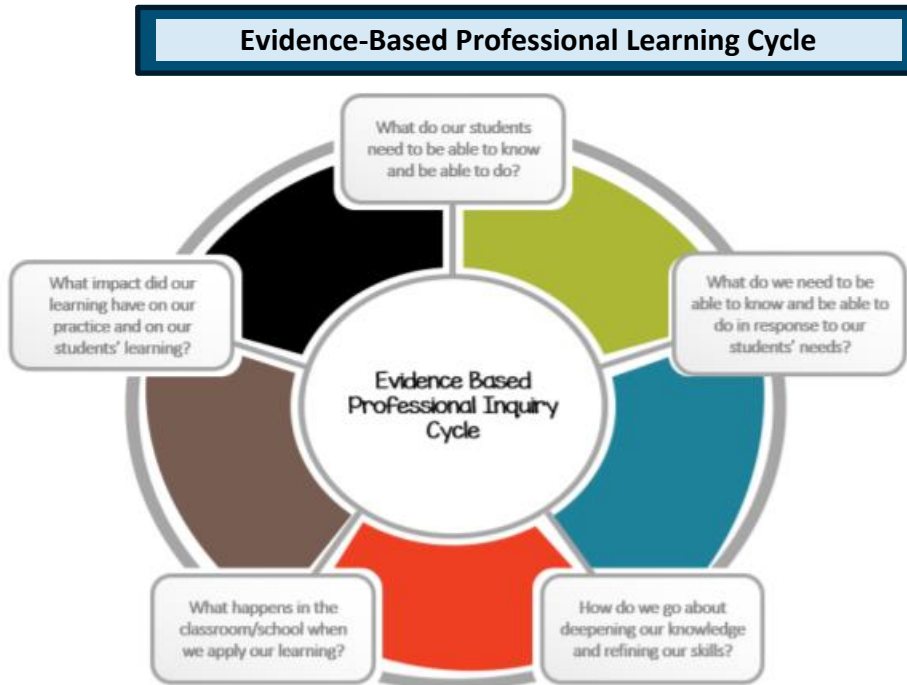 Evidence-Based Professional Learning Cycle
What do our students
need to be able to know
and be able to do?
What do we need to be
able to know and be able to
do in response to our
students' needs?
How do we go about
deepening our knowledge
and refining our skills?
What happens in the
classroom/school when
we apply our learning?
What impact did our
learning have on our
practice and on our
students' learning?
Evidence Based
Professional Inquiry
Cycle